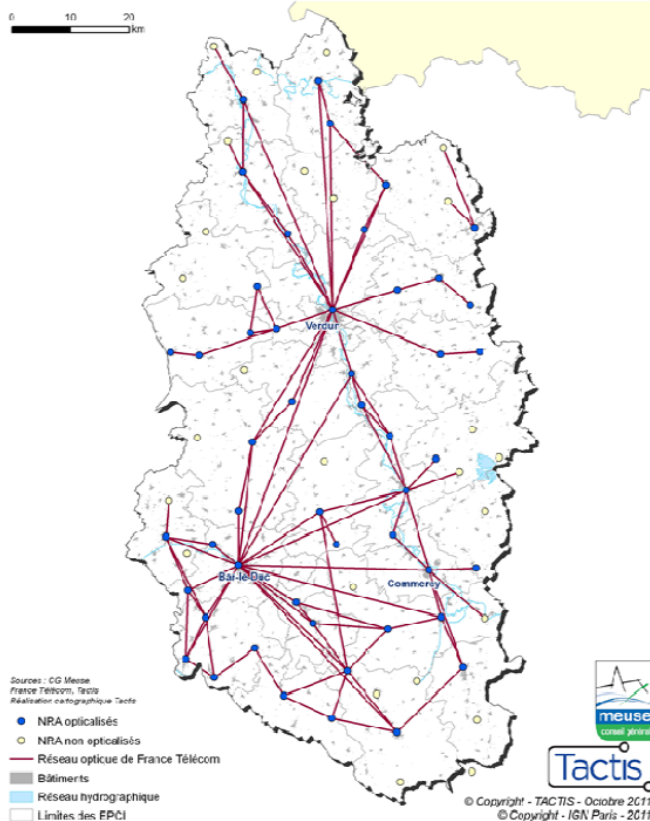 0 10 20
km
Verdun
Bar-le-Duc
Commercy
Sources : CG Meuse,
France Télécom, Tactis
Réalisation cartographique Tactis
NRA opticalisés
NRA non opticalisés
Réseau optique de France Télécom
Bâtiments
Réseau hydrographique
Limites des EPCI
meuse
conseil général
Tactis
© Copyright - TACTIS - Octobre 2011
© Copyright - IGN Paris - 2011